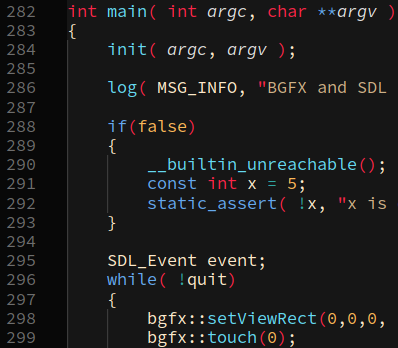 282 int main( int argc, char **argv )
283 {
284 init( argc, argv );
285
286 log( MSG_INFO, "BGFX and SDL
287
288 if(false)
289 {
290 __builtin_unreachable();
291 const int x = 5;
292 static_assert( !x, "x is
293 }
294
295 SDL_Event event;
296 while( !quit)
297 {
298 bgfx::setViewRect(0,0,0,
299 bgfx::touch(0);